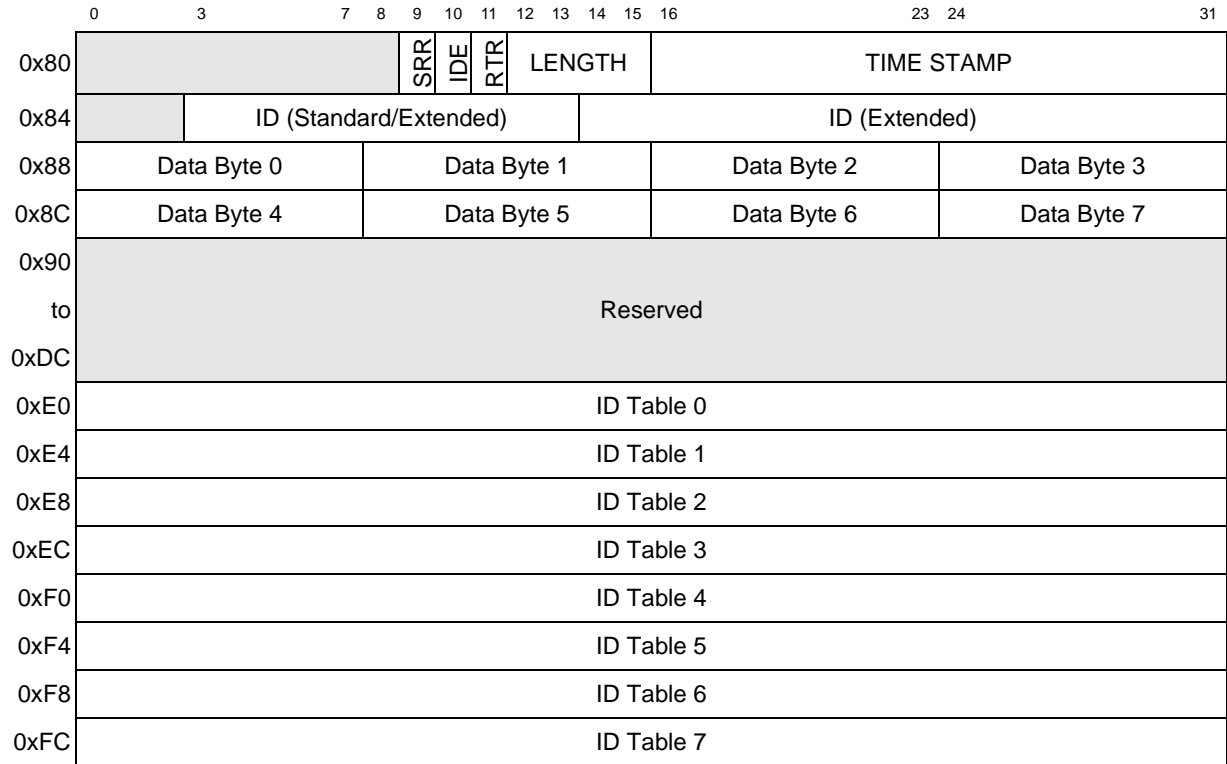 0 3 7 8 9 10 11 12 13 14 15 16 23 24 31
0x80 SRR IDE RTR LENGTH TIME STAMP
0x84 ID (Standard/Extended) ID (Extended)
0x88 Data Byte 0 Data Byte 1 Data Byte 2 Data Byte 3
0x8C Data Byte 4 Data Byte 5 Data Byte 6 Data Byte 7
0x90
to Reserved
0xDC
0xE0 ID Table 0
0xE4 ID Table 1
0xE8 ID Table 2
0xEC ID Table 3
0xF0 ID Table 4
0xF4 ID Table 5
0xF8 ID Table 6
0xFC ID Table 7